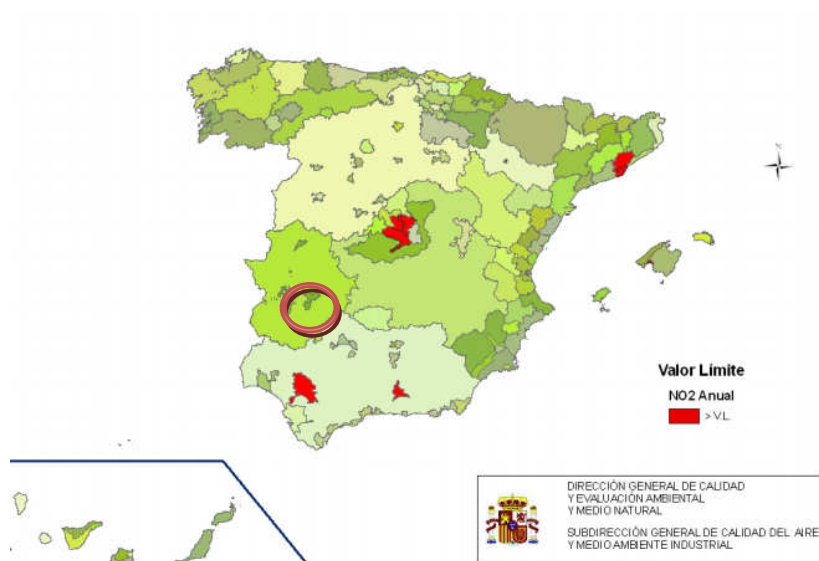 Valor Límite
NO2 Anual
> V.L.
DIRECCIÓN GENERAL DE CALIDAD
Y EVALUACIÓN AMBIENTAL
Y MEDIO NATURAL
SUBDIRECCIÓN GENERAL DE CALIDAD DEL AIRE
Y MEDIO AMBIENTE INDUSTRIAL